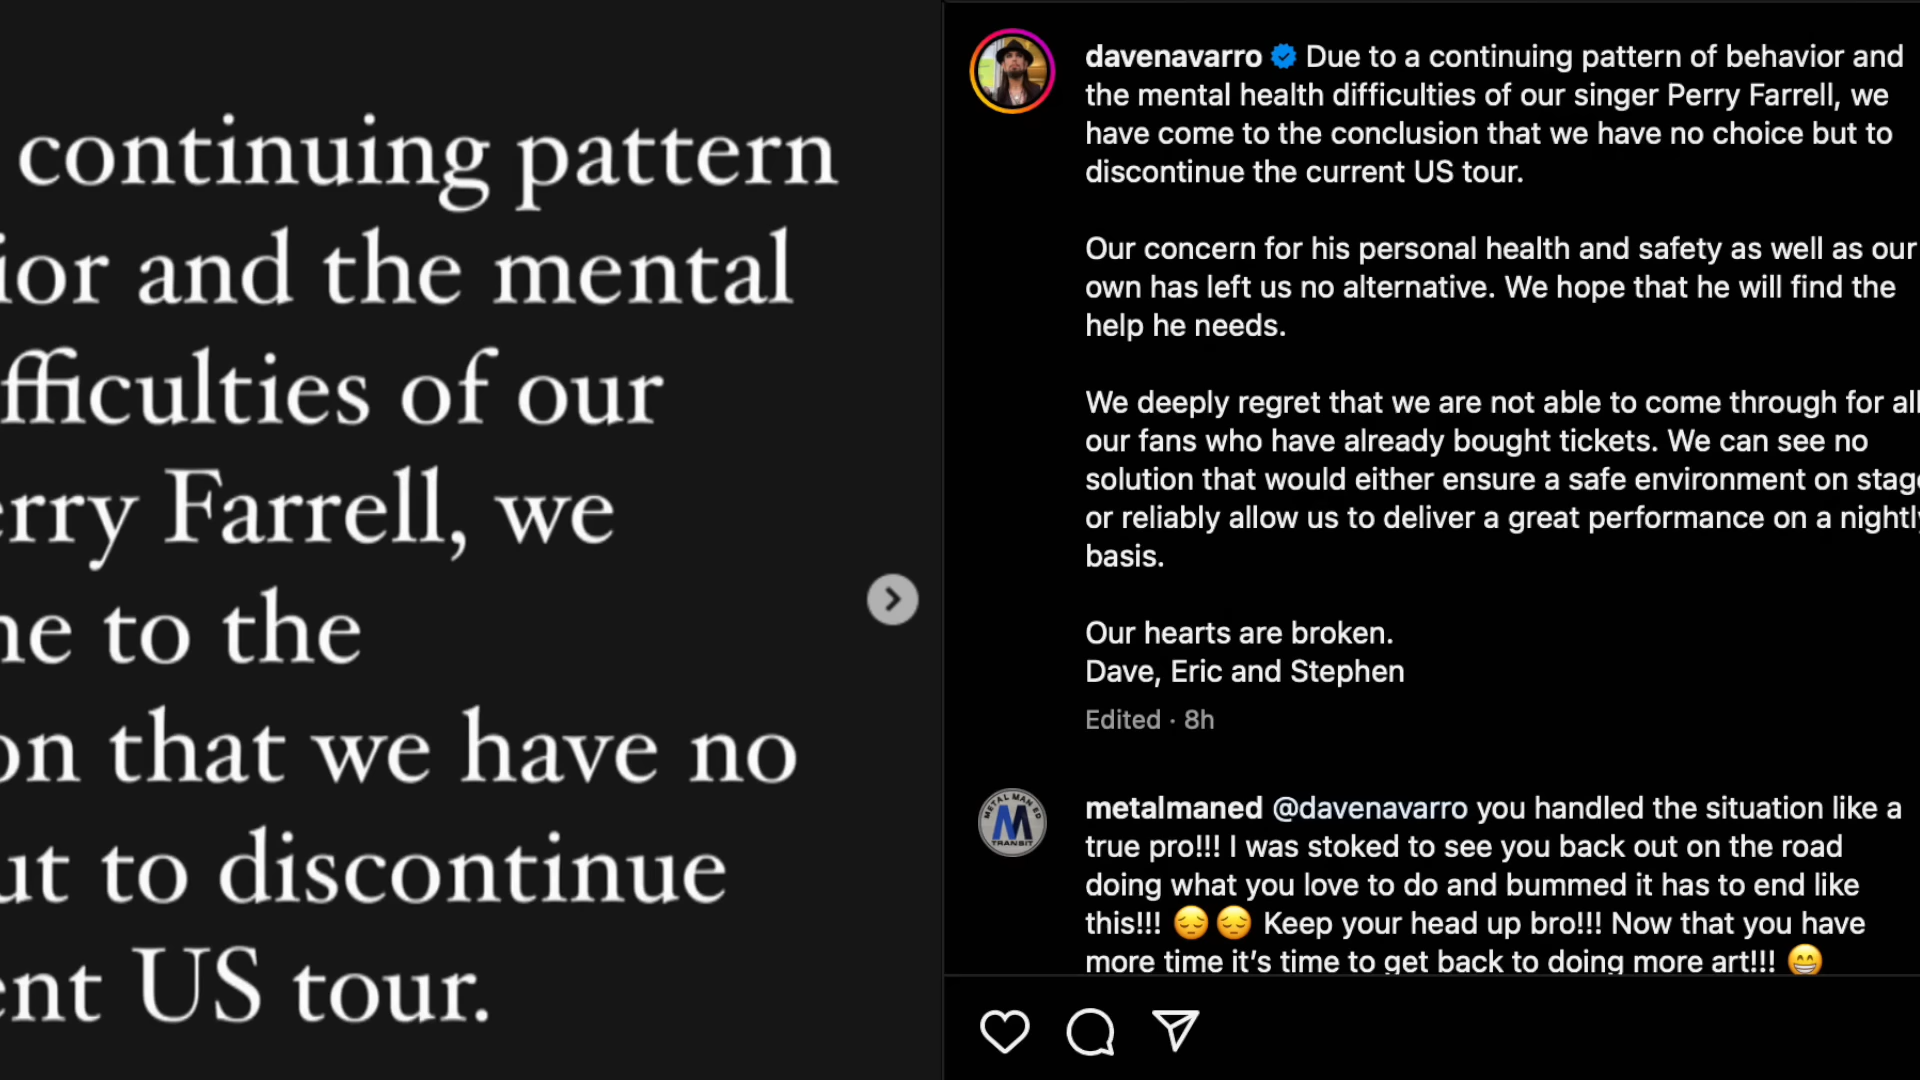 continuing pattern
ior and the mental
fficulties of our
erry Farrell, we
ne to the
on that we have no
ut to discontinue
ent US tour.
davenavarro Due to a continuing pattern of behavior and
the mental health difficulties of our singer Perry Farrell, we
have come to the conclusion that we have no choice but to
discontinue the current US tour.
Our concern for his personal health and safety as well as our
own has left us no alternative. We hope that he will find the
help he needs.
We deeply regret that we are not able to come through for all
our fans who have already bought tickets. We can see no
solution that would either ensure a safe environment on stage
or reliably allow us to deliver a great performance on a nightly
basis.
Our hearts are broken.
Dave, Eric and Stephen
Edited · 8h
METAL MAN ED
M
TRANSIT
metalmaned @davenavarro you handled the situation like a
true pro!!! I was stoked to see you back out on the road
doing what you love to do and bummed it has to end like
this!!! 😔😔 Keep your head up bro!!! Now that you have
more time it’s time to get back to doing more art!!! 😁